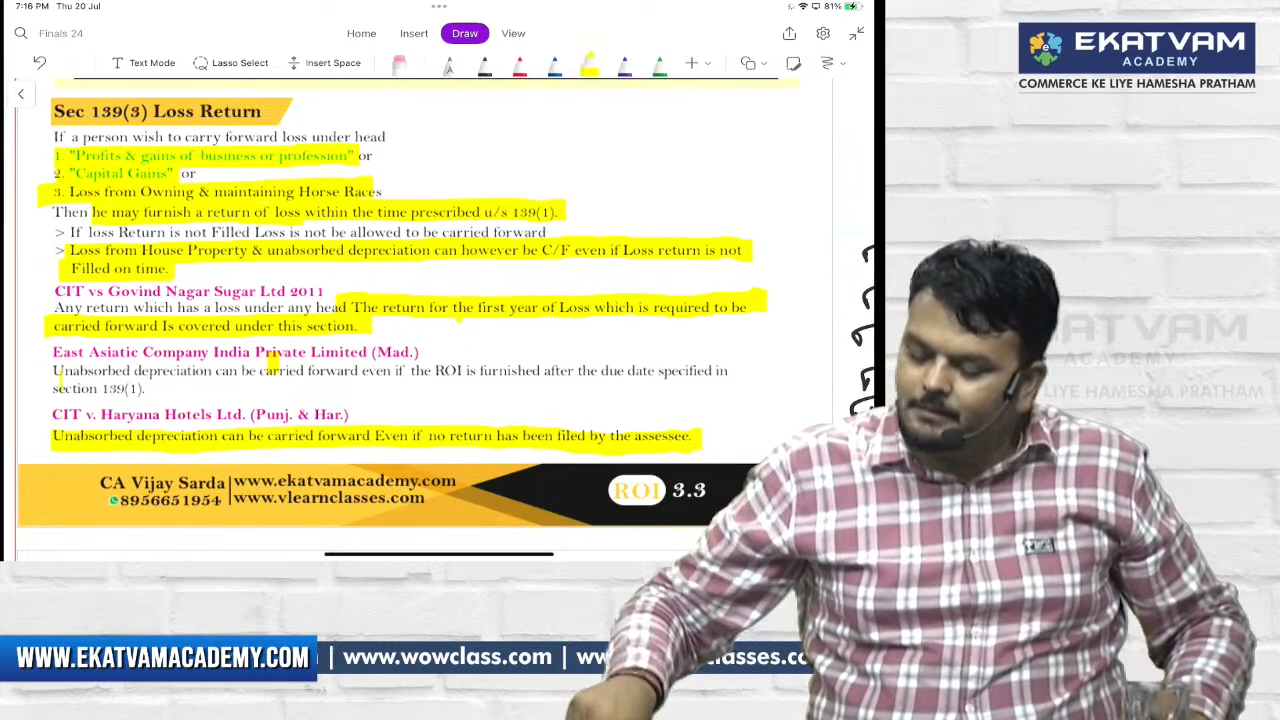 7:16 PM Thu 20 Jul
81%
Finals 24
Home Insert Draw View
Text Mode Lasso Select Insert Space
Sec 139(3) Loss Return
If a person wish to carry forward loss under head
1. "Profits & gains of business or profession" or
2. "Capital Gains" or
3. Loss from Owning & maintaining Horse Races
Then he may furnish a return of loss within the time prescribed u/s 139(1).
> If loss Return is not Filled Loss is not be allowed to be carried forward
> Loss from House Property & unabsorbed depreciation can however be C/F even if Loss return is not
Filled on time.
CIT vs Govind Nagar Sugar Ltd 2011
Any return which has a loss under any head The return for the first year of Loss which is required to be
carried forward Is covered under this section.
East Asiatic Company India Private Limited (Mad.)
Unabsorbed depreciation can be carried forward even if the ROI is furnished after the due date specified in
section 139(1).
CIT v. Haryana Hotels Ltd. (Punj. & Har.)
Unabsorbed depreciation can be carried forward Even if no return has been filed by the assessee.
CA Vijay Sarda
8956651954
www.ekatvamacademy.com
www.vlearnclasses.com
ROI 3.3
EKATVAM
ACADEMY
COMMERCE KE LIYE HAMESHA PRATHAM
EKATVAM
ACADEMY
LIYE HAMESHA PRATHAM
WWW.EKATVAMACADEMY.COM | www.wowclass.com |